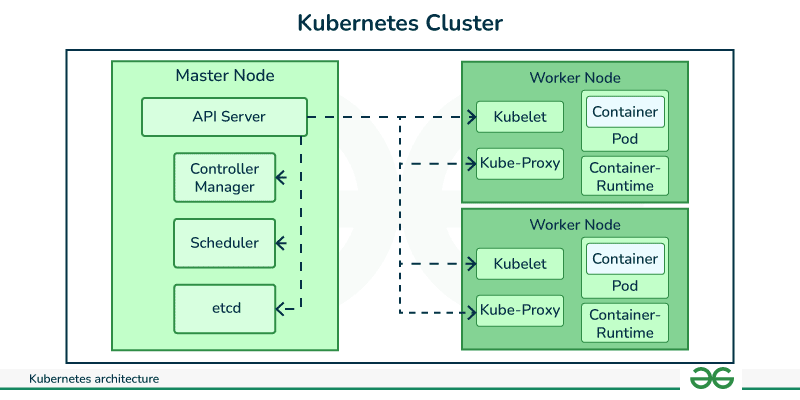 Kubernetes Cluster
Master Node
API Server
Controller
Manager
Scheduler
etcd
Worker Node
Kubelet
Kube-Proxy
Container
Pod
Container-
Runtime
Worker Node
Kubelet
Kube-Proxy
Container
Pod
Container-
Runtime
Kubernetes architecture